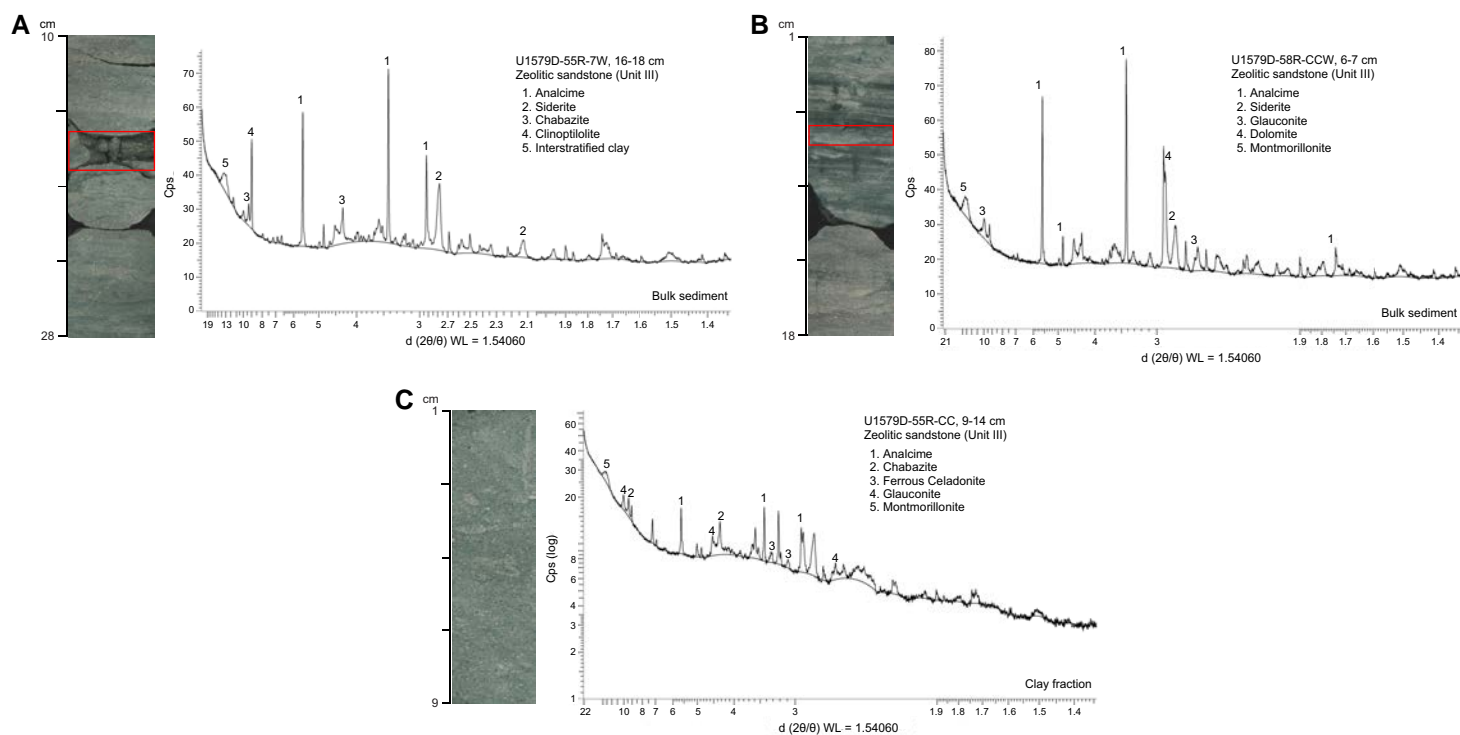 A
cm
10
28
U1579D-55R-7W, 16-18 cm
Zeolitic sandstone (Unit III)
1. Analcime
2. Siderite
3. Chabazite
4. Clinoptilolite
5. Interstratified clay
Cps
70
60
50
40
30
20
10
0
5
3
4
1
3
1
1
2
2
Bulk sediment
19 13 10 8 7 6 5 4 3 2.7 2.5 2.3 2.1 1.9 1.8 1.7 1.6 1.5 1.4
d (2θ/θ) WL = 1.54060
B
cm
1
18
U1579D-58R-CCW, 6-7 cm
Zeolitic sandstone (Unit III)
1. Analcime
2. Siderite
3. Glauconite
4. Dolomite
5. Montmorillonite
Cps
80
70
60
50
40
30
20
10
0
5
3
1
1
1
4
2
3
1
Bulk sediment
21 10 8 7 6 5 4 3 1.9 1.8 1.7 1.6 1.5 1.4
d (2θ/θ) WL = 1.54060
C
cm
1
9
U1579D-55R-CC, 9-14 cm
Zeolitic sandstone (Unit III)
1. Analcime
2. Chabazite
3. Ferrous Celadonite
4. Glauconite
5. Montmorillonite
Cps (log)
60
40
30
20
8
6
4
3
2
1
5
4
2
1
4
2
1
3
3
1
4
Clay fraction
22 10 8 7 6 5 4 3 1.9 1.8 1.7 1.6 1.5 1.4
d (2θ/θ) WL = 1.54060